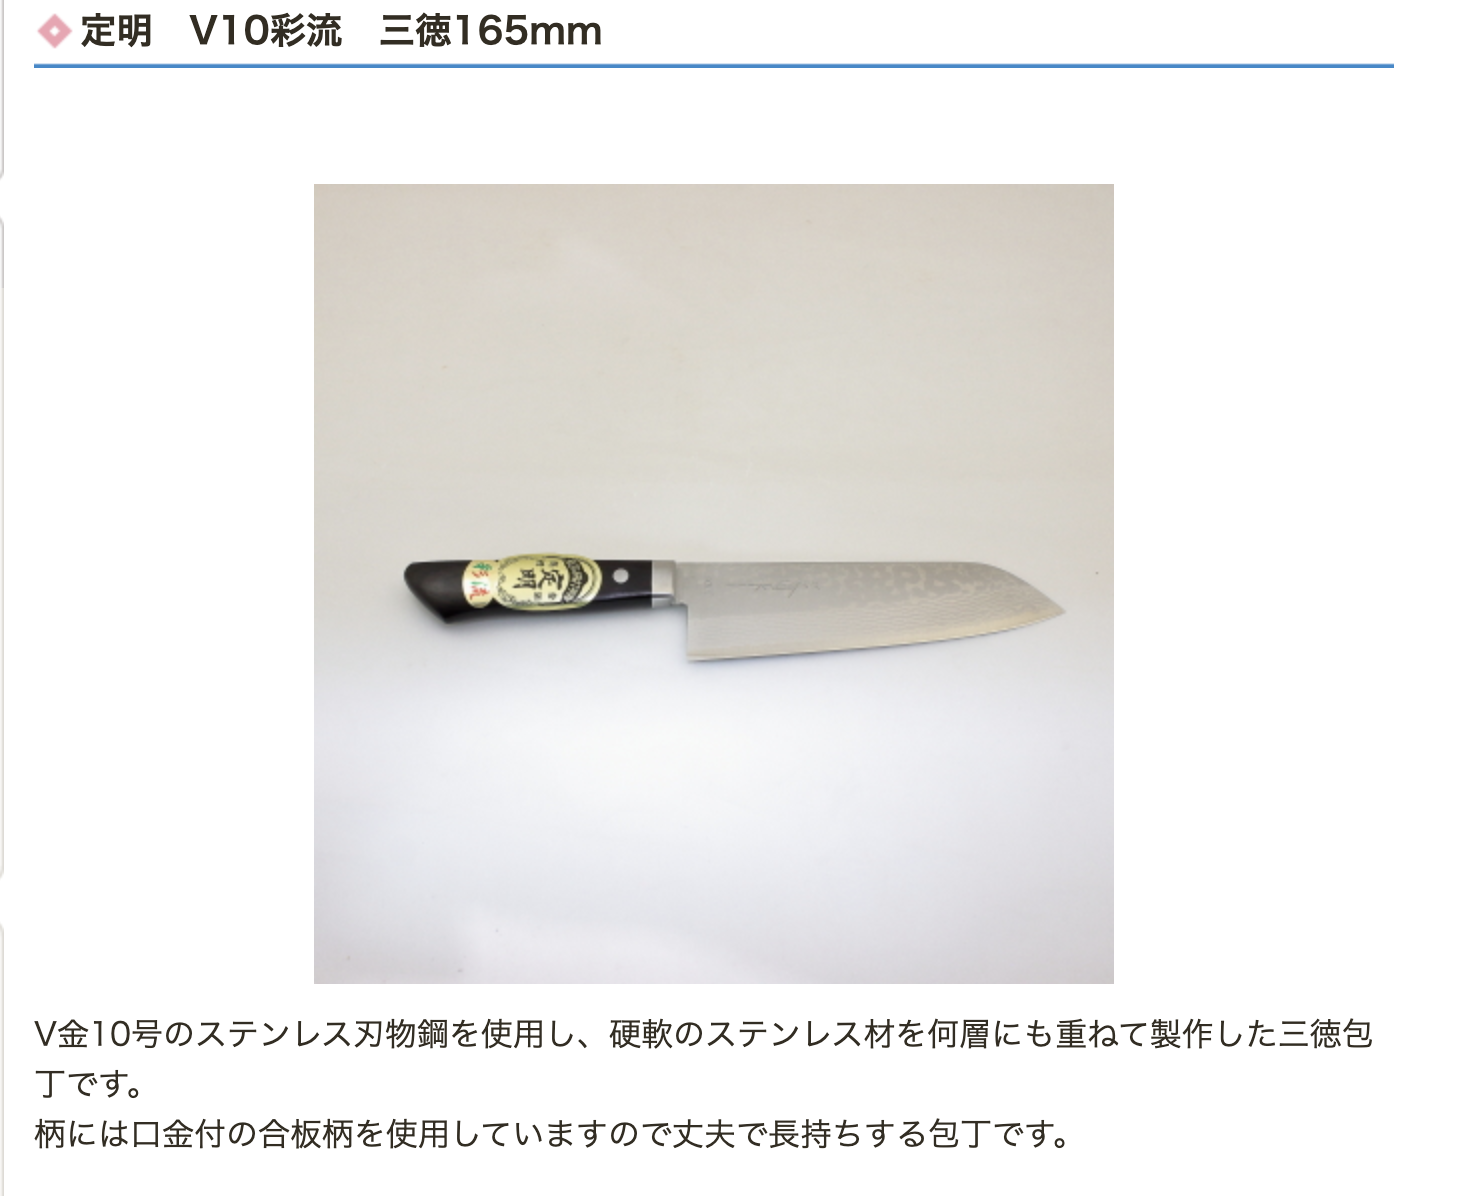 定明　V10彩流　三徳165mm
彩流
定明
V金10号のステンレス刃物鋼を使用し、硬軟のステンレス材を何層にも重ねて製作した三徳包
丁です。
柄には口金付の合板柄を使用していますので丈夫で長持ちする包丁です。